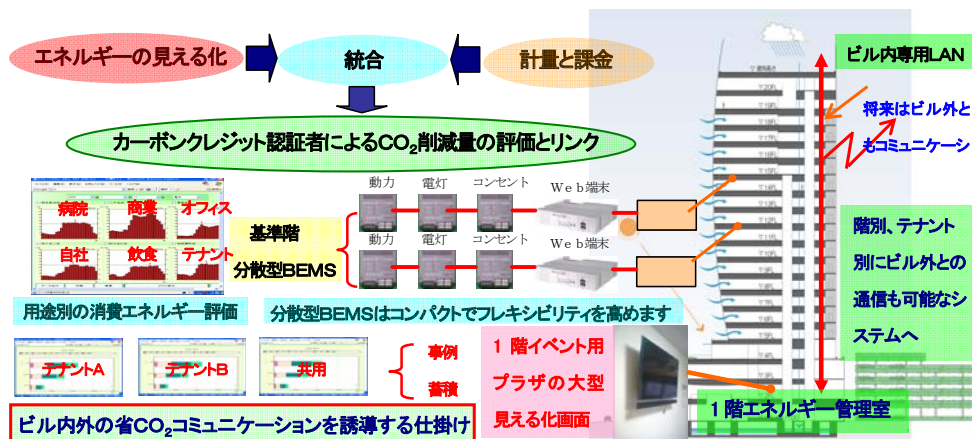 エネルギーの見える化
統合
計量と課金
ビル内専用LAN
将来はビル外と
もコミュニケーシ
カーボンクレジット認証者によるCO₂削減量の評価とリンク
病院
商業
オフィス
自社
飲食
テナント
基準階
分散型BEMS
動力
電灯
コンセント
Web端末
動力
電灯
コンセント
Web端末
階別、テナント
別にビル外との
通信も可能なシ
ステムへ
用途別の消費エネルギー評価
分散型BEMSはコンパクトでフレキシビリティを高めます
テナントA
テナントB
共用
事例
蓄積
1階イベント用
プラザの大型
見える化画面
1階エネルギー管理室
ビル内外の省CO₂コミュニケーションを誘導する仕掛け